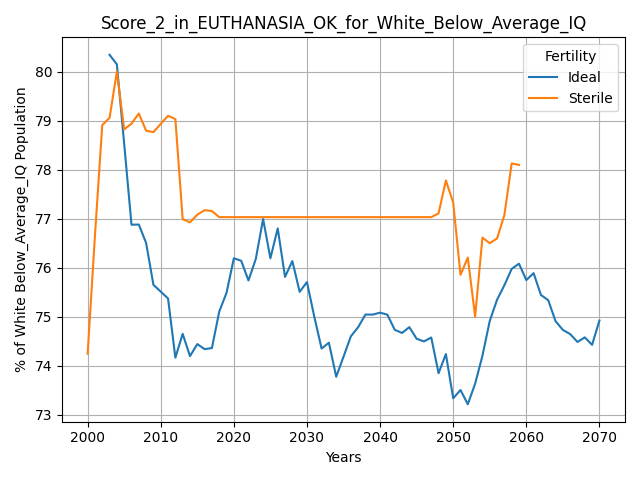 Score_2_in_EUTHANASIA_OK_for_White_Below_Average_IQ
Fertility
Ideal
Sterile
% of White Below_Average_IQ Population
80
79
78
77
76
75
74
73
2000
2010
2020
2030
2040
2050
2060
2070
Years